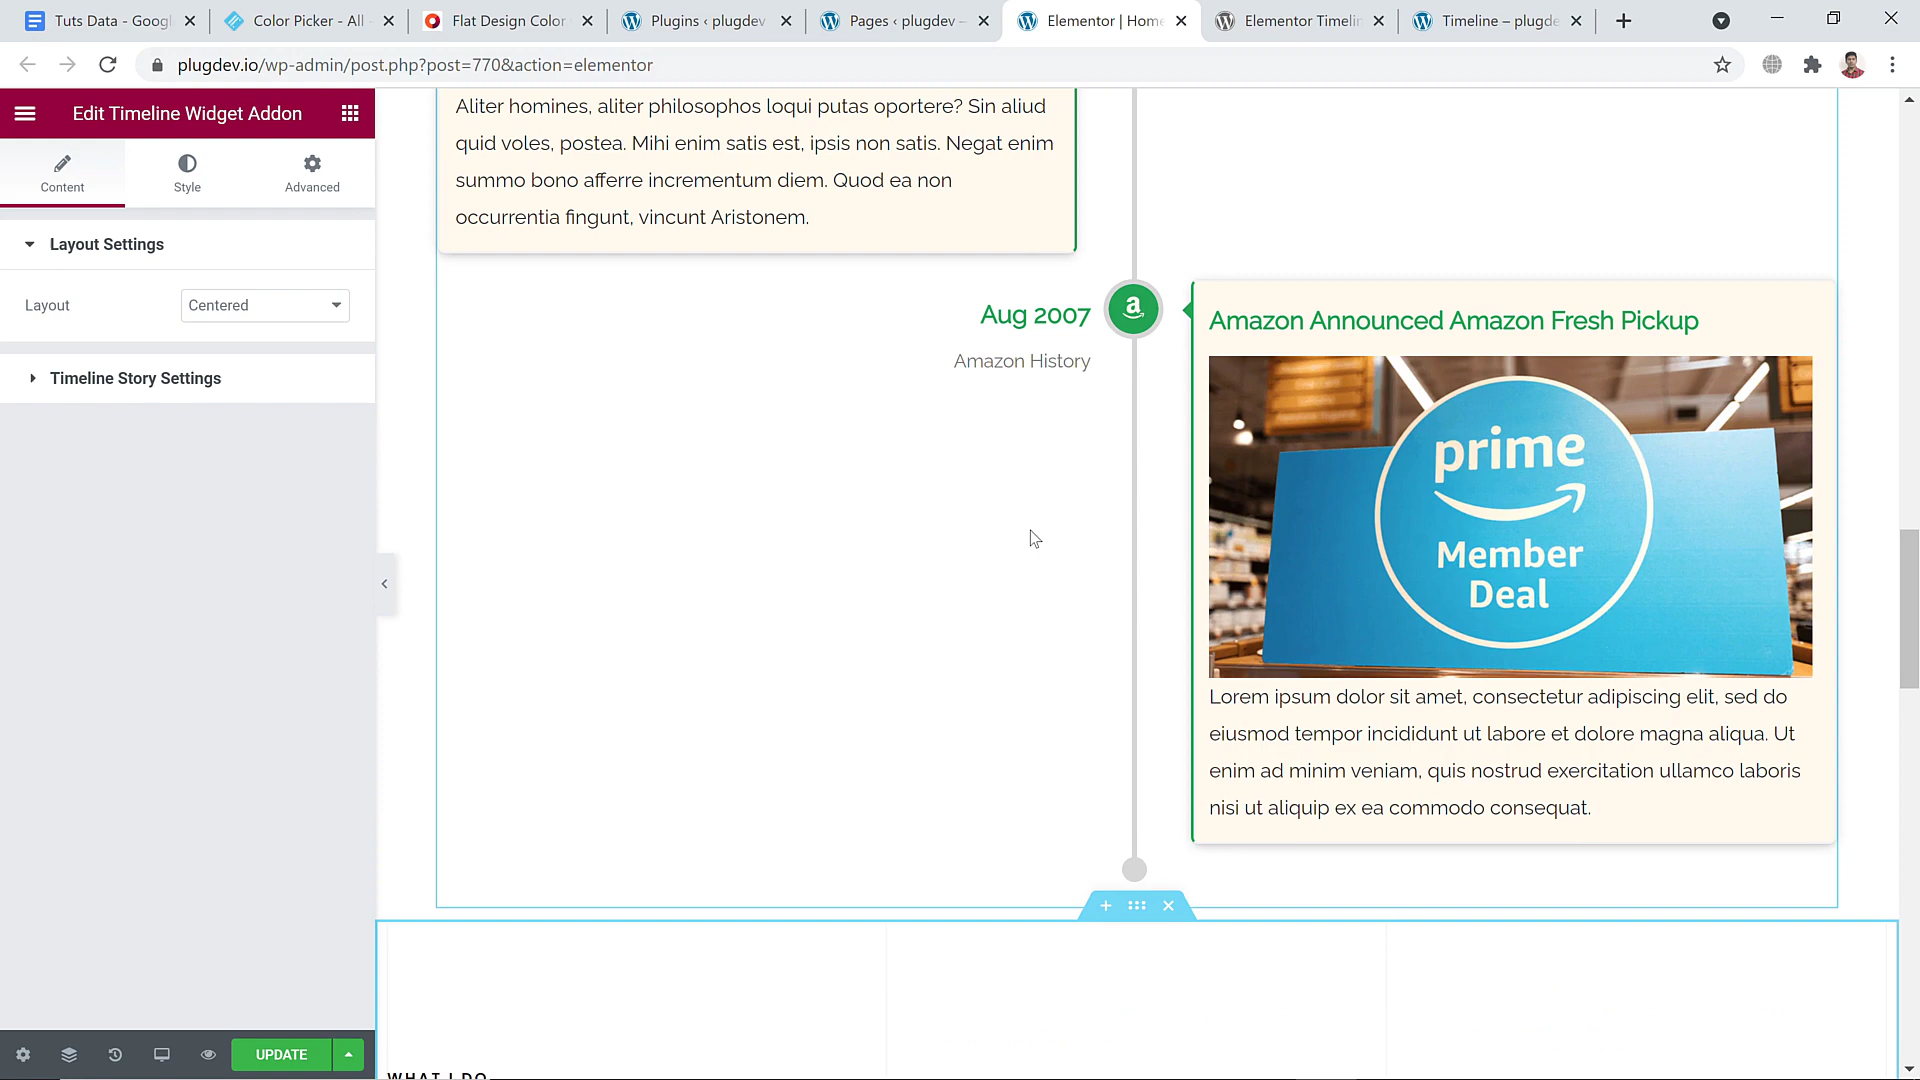 Tuts Data - Googl
Color Picker - All -
Flat Design Color
Plugins ‹ plugdev
Pages ‹ plugdev –
Elementor | Home
Elementor Timelin
Timeline – plugde
plugdev.io/wp-admin/post.php?post=770&action=elementor
Edit Timeline Widget Addon
Content
Style
Advanced
Layout Settings
Layout
Centered
Timeline Story Settings
UPDATE
Aliter homines, aliter philosophos loqui putas oportere? Sin aliud
quid voles, postea. Mihi enim satis est, ipsis non satis. Negat enim
summo bono afferre incrementum diem. Quod ea non
occurrentia fingunt, vincunt Aristonem.
Aug 2007
Amazon History
a
Amazon Announced Amazon Fresh Pickup
prime
Member
Deal
Lorem ipsum dolor sit amet, consectetur adipiscing elit, sed do
eiusmod tempor incididunt ut labore et dolore magna aliqua. Ut
enim ad minim veniam, quis nostrud exercitation ullamco laboris
nisi ut aliquip ex ea commodo consequat.
WHAT I DO